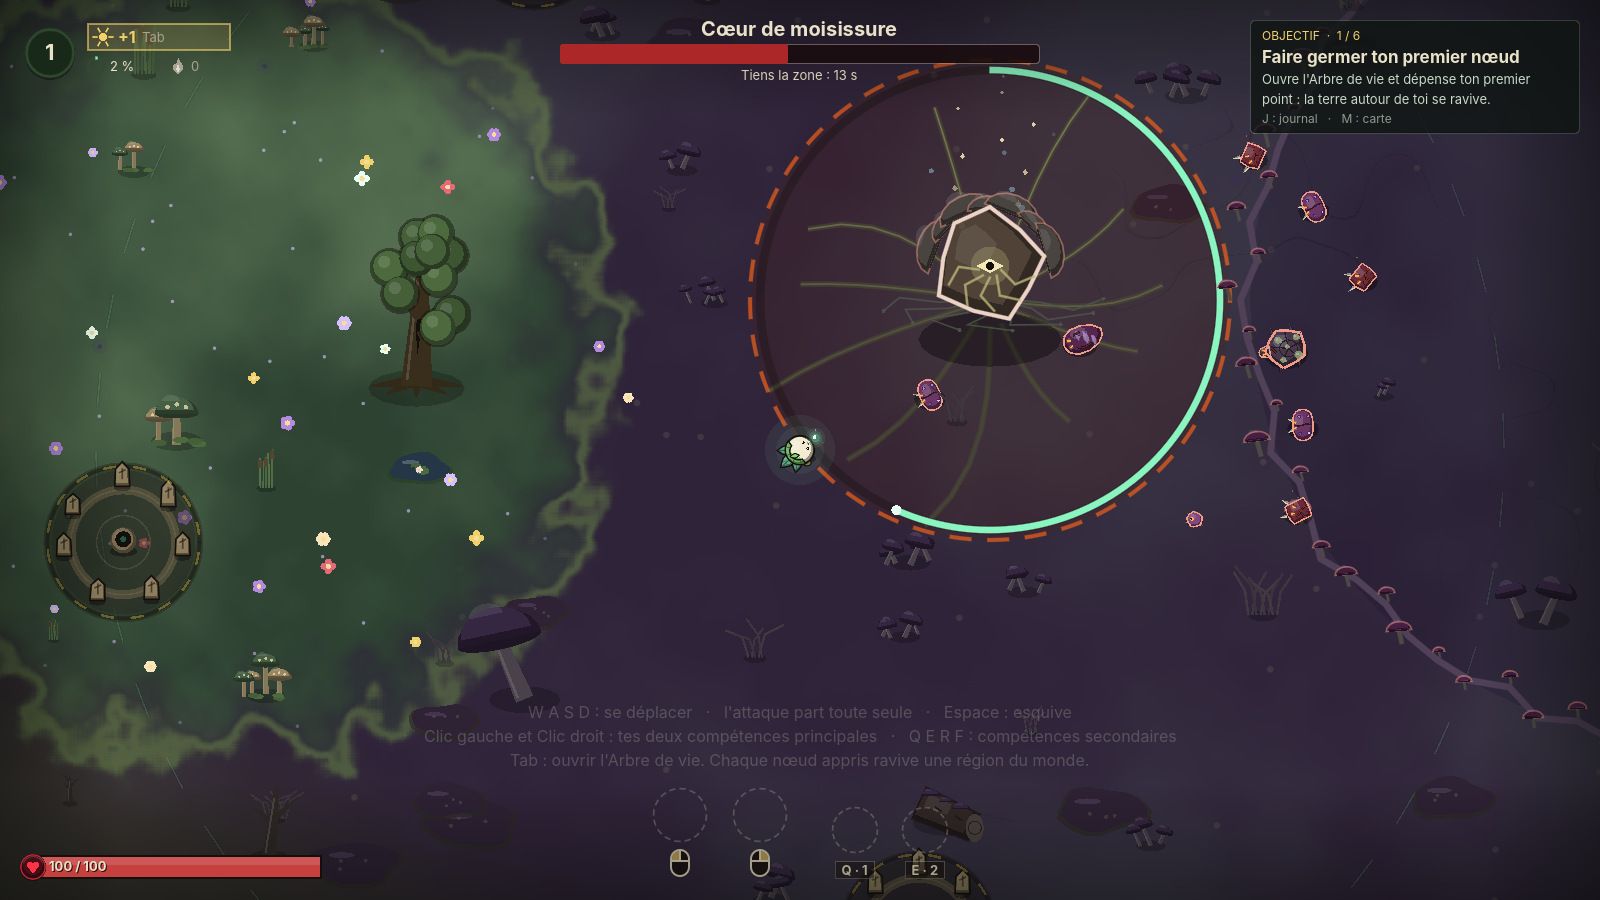 1
+1 Tab
2 %
0
Cœur de moisissure
Tiens la zone : 13 s
OBJECTIF · 1 / 6
Faire germer ton premier nœud
Ouvre l'Arbre de vie et dépense ton premier
point : la terre autour de toi se ravive.
J : journal · M : carte
W A S D : se déplacer · l'attaque part toute seule · Espace : esquive
Clic gauche et Clic droit : tes deux compétences principales · Q E R F : compétences secondaires
Tab : ouvrir l'Arbre de vie. Chaque nœud appris ravive une région du monde.
100 / 100
Q · 1
E · 2